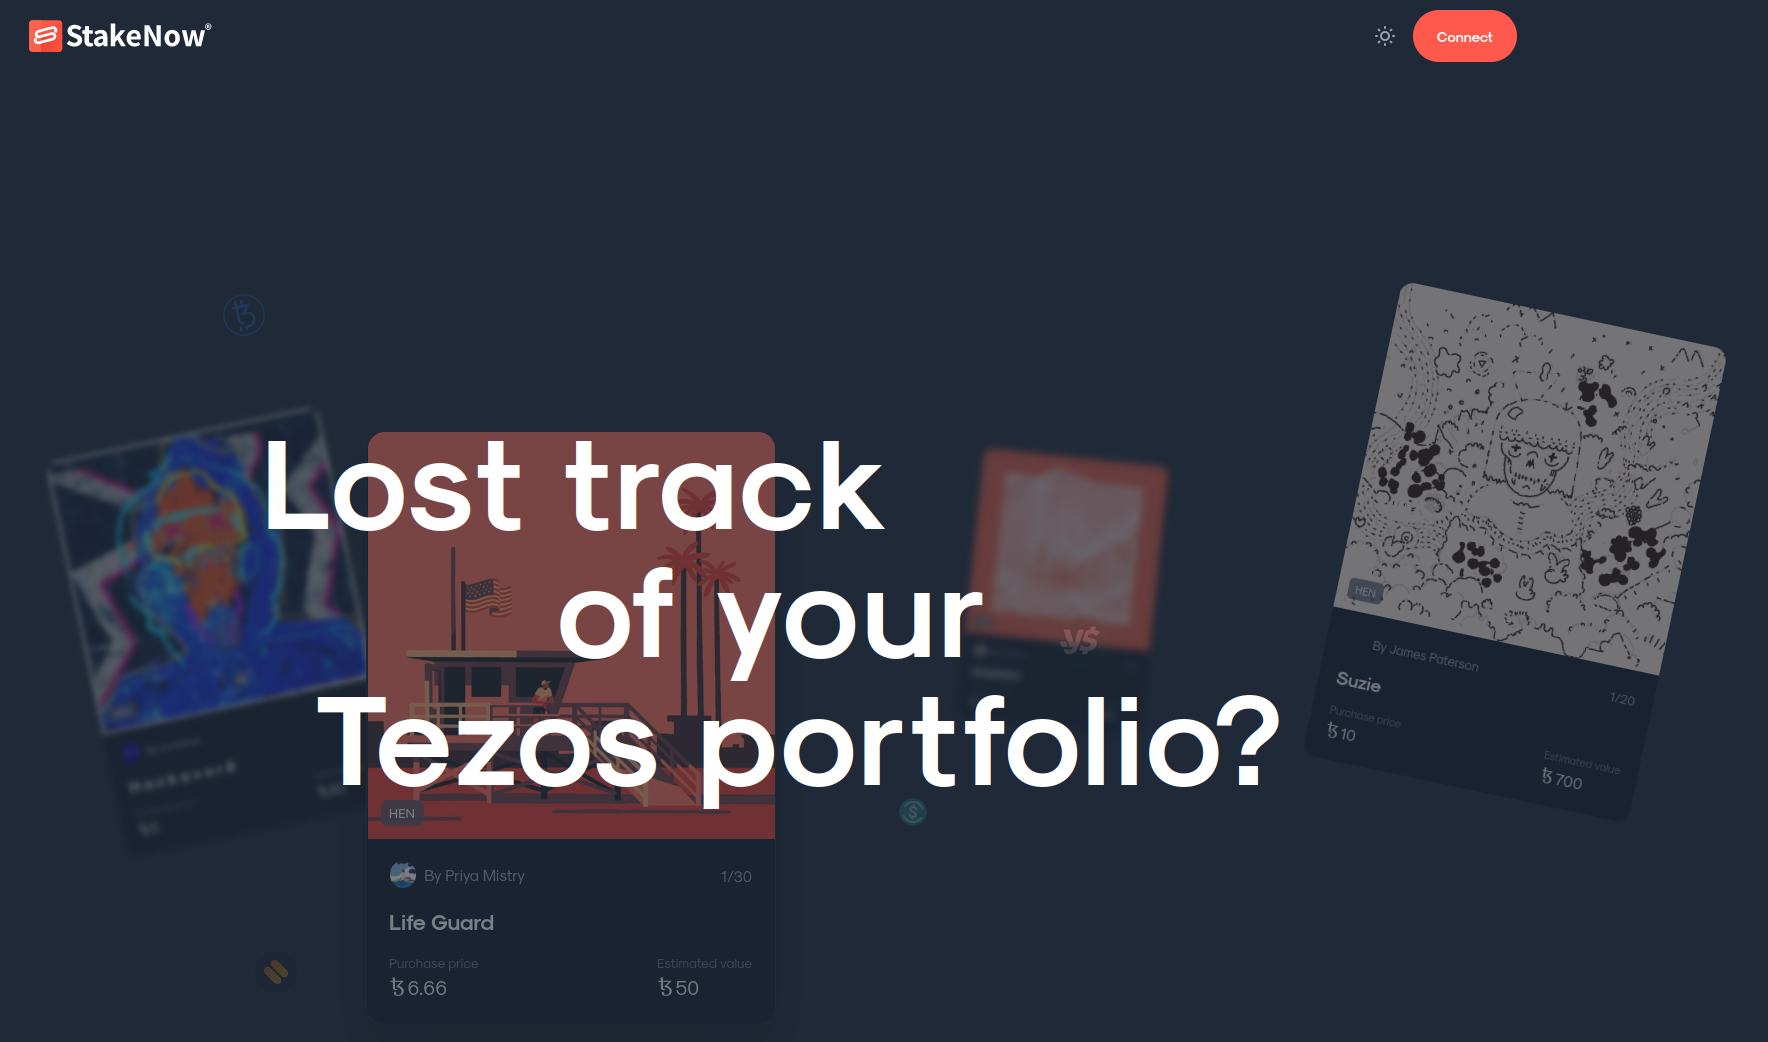 StakeNow®
Connect
Lost track
of your
Tezos portfolio?
HEN
By Priya Mistry
1/30
Life Guard
Purchase price
Estimated value
ꜩ 6.66
ꜩ 50
HEN
By James Paterson
Suzie
1/20
Purchase price
ꜩ 10
Estimated value
ꜩ 700